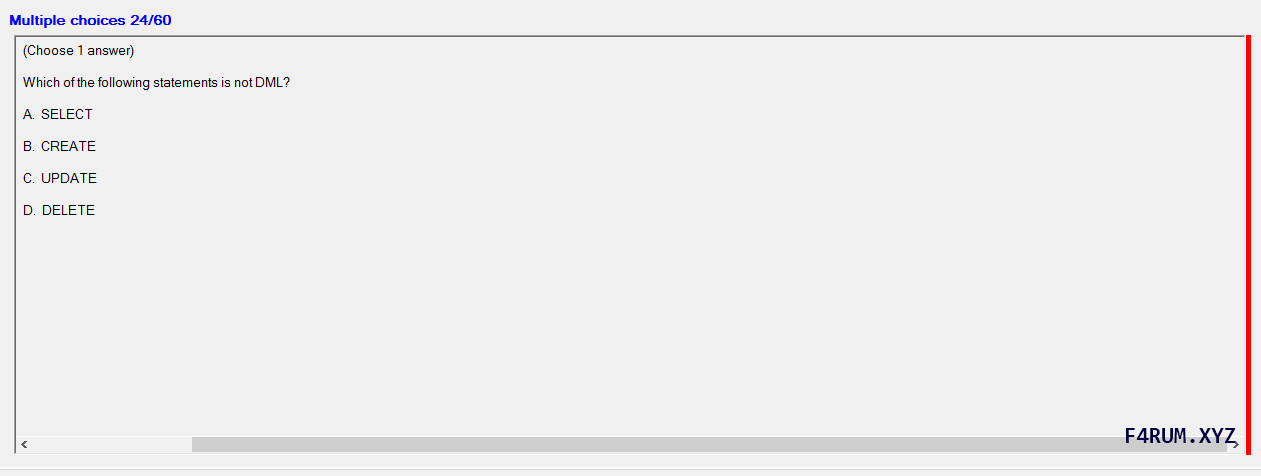 Multiple choices 24/60
(Choose 1 answer)
Which of the following statements is not DML?
A. SELECT
B. CREATE
C. UPDATE
D. DELETE
F4RUM.XYZ